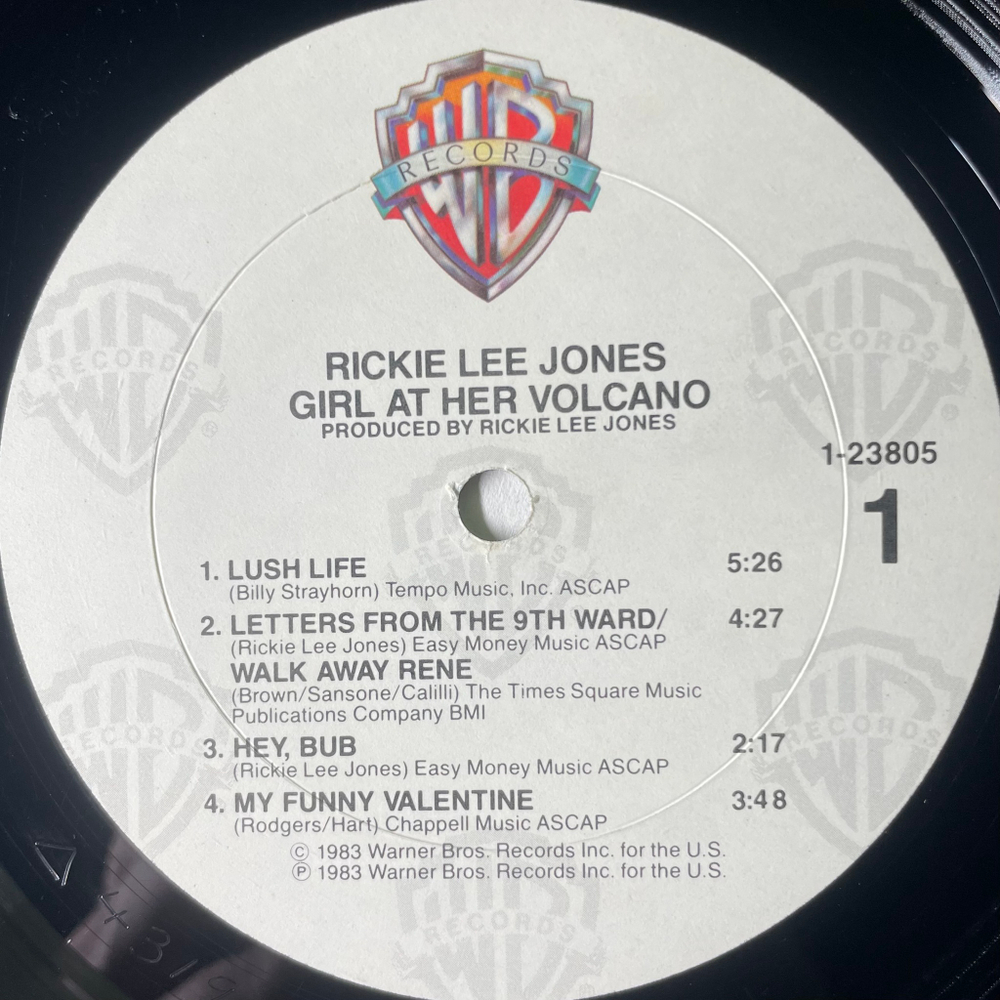 WB
RECORDS
RICKIE LEE JONES
GIRL AT HER VOLCANO
PRODUCED BY RICKIE LEE JONES
1-23805
1
1. LUSH LIFE 5:26
(Billy Strayhorn) Tempo Music, Inc. ASCAP
2. LETTERS FROM THE 9TH WARD/ 4:27
(Rickie Lee Jones) Easy Money Music ASCAP
WALK AWAY RENE
(Brown/Sansone/Calilli) The Times Square Music
Publications Company BMI
3. HEY, BUB 2:17
(Rickie Lee Jones) Easy Money Music ASCAP
4. MY FUNNY VALENTINE 3:48
(Rodgers/Hart) Chappell Music ASCAP
© 1983 Warner Bros. Records Inc. for the U.S.
℗ 1983 Warner Bros. Records Inc. for the U.S.